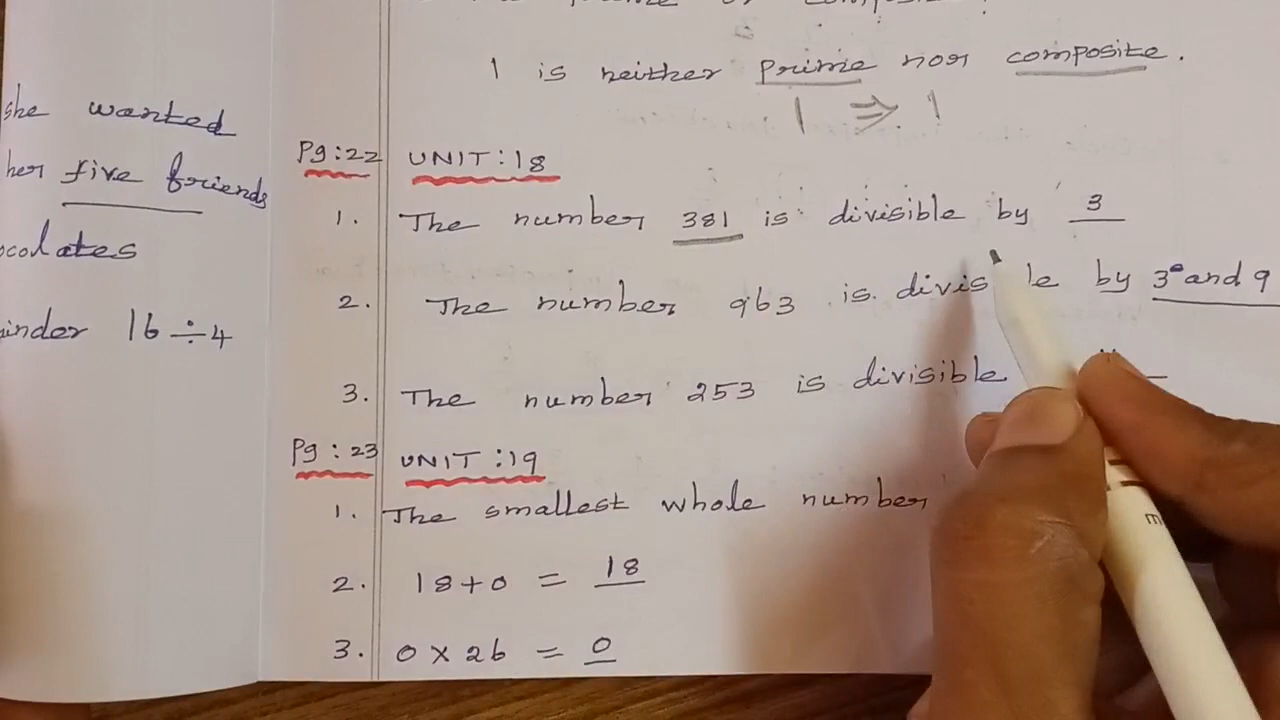 1 is neither prime nor composite.
1 ⇒ 1
she wanted
her five friends
ocolates
inder 16 ÷ 4
Pg:22 UNIT:18
1. The number 381 is divisible by 3
2. The number 963 is divisible by 3 and 9
3. The number 253 is divisible
Pg:23 UNIT:19
1. The smallest whole number
2. 18+0 = 18
3. 0 x 26 = 0